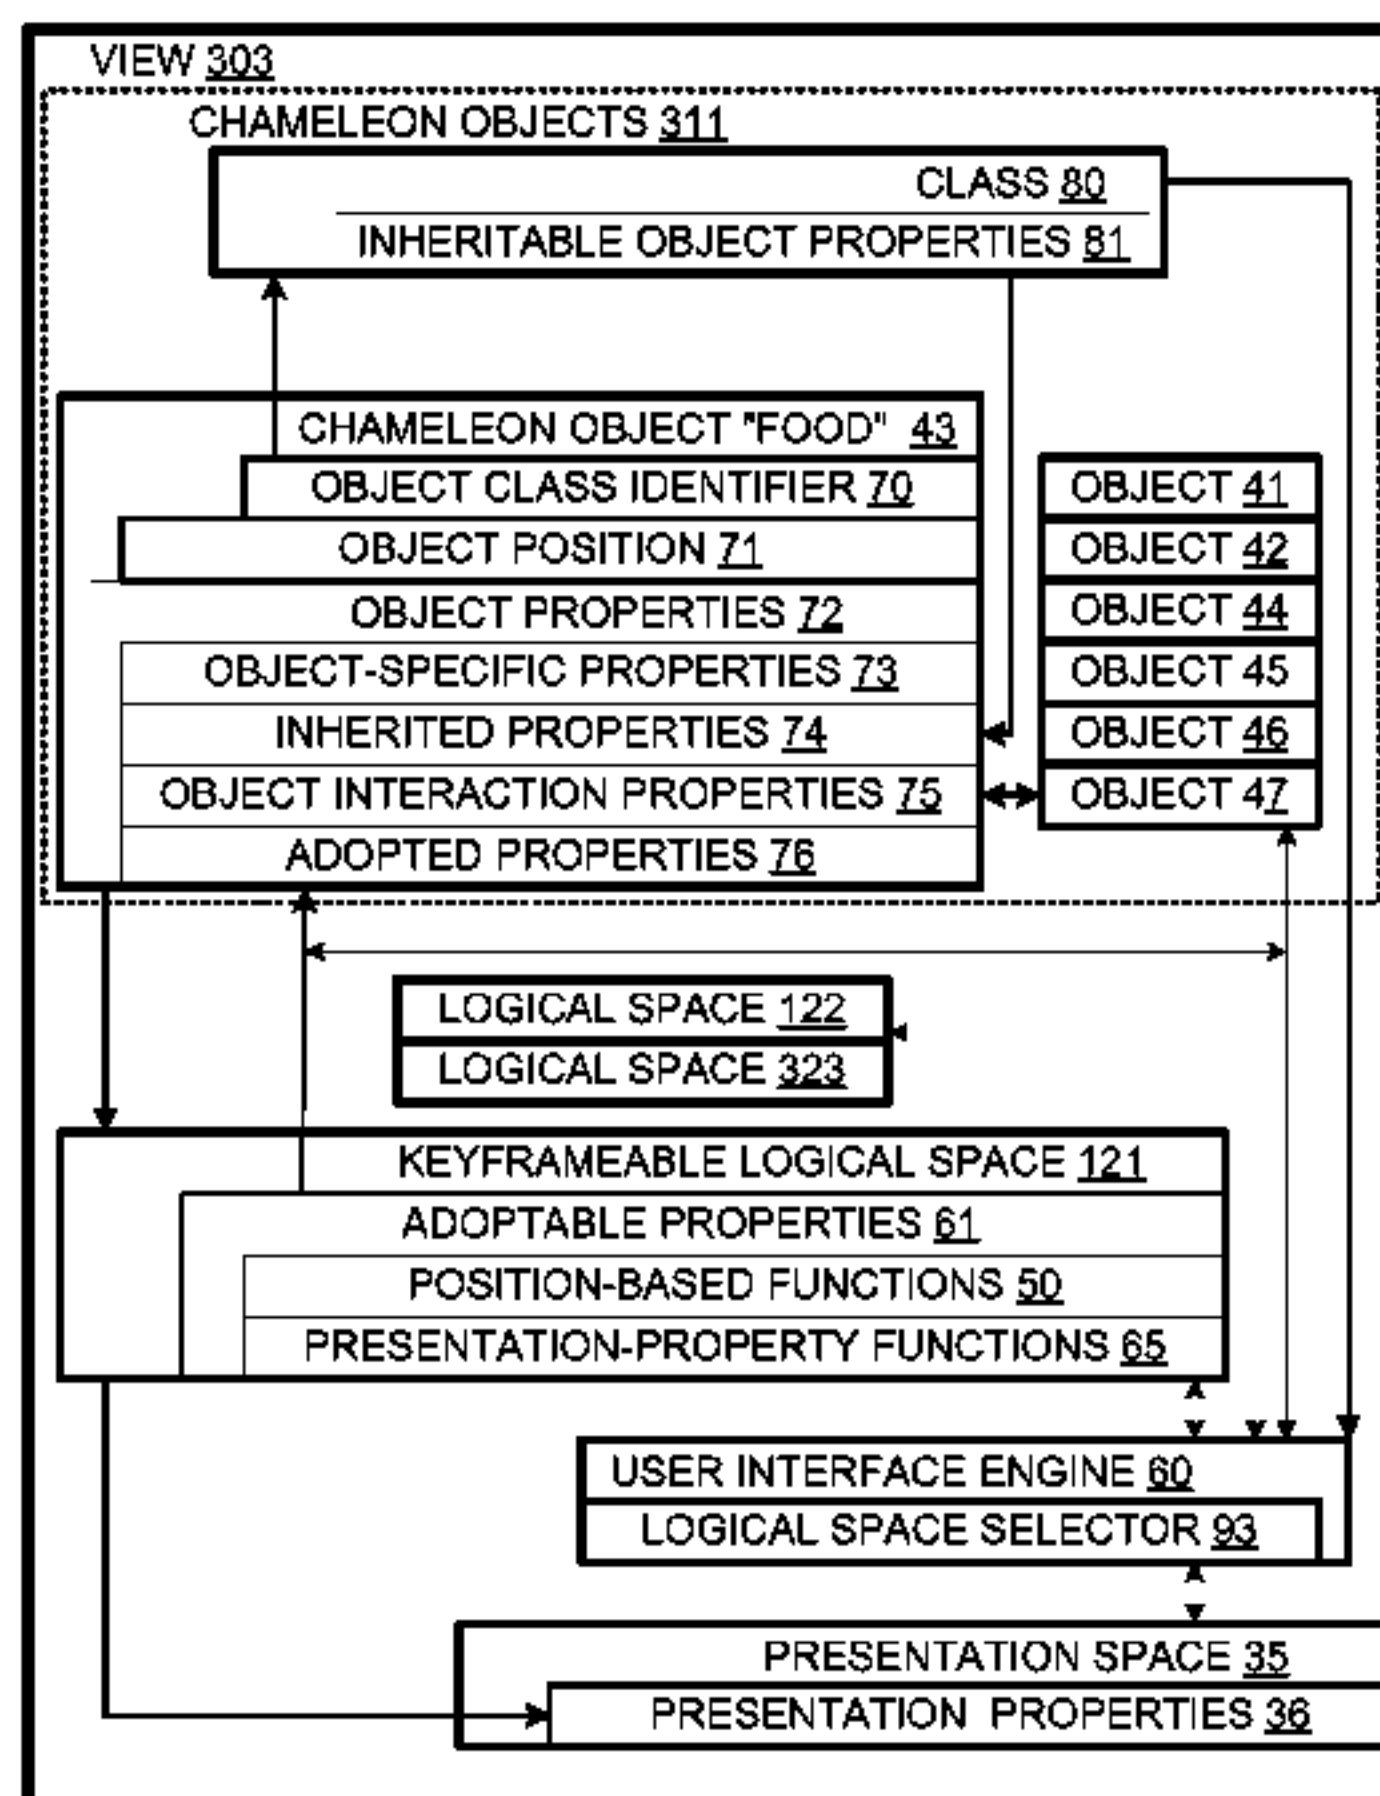 VIEW 303
CHAMELEON OBJECTS 311
CLASS 80
INHERITABLE OBJECT PROPERTIES 81
CHAMELEON OBJECT "FOOD" 43
OBJECT CLASS IDENTIFIER 70
OBJECT POSITION 71
OBJECT PROPERTIES 72
OBJECT-SPECIFIC PROPERTIES 73
INHERITED PROPERTIES 74
OBJECT INTERACTION PROPERTIES 75
ADOPTED PROPERTIES 76
OBJECT 41
OBJECT 42
OBJECT 44
OBJECT 45
OBJECT 46
OBJECT 47
LOGICAL SPACE 122
LOGICAL SPACE 323
KEYFRAMEABLE LOGICAL SPACE 121
ADOPTABLE PROPERTIES 61
POSITION-BASED FUNCTIONS 50
PRESENTATION-PROPERTY FUNCTIONS 65
USER INTERFACE ENGINE 60
LOGICAL SPACE SELECTOR 93
PRESENTATION SPACE 35
PRESENTATION PROPERTIES 36